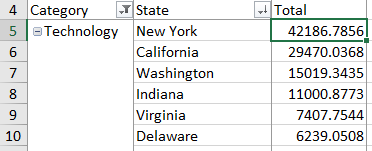 4 Category State Total
5 Technology New York 42186.7856
6 California 29470.0368
7 Washington 15019.3435
8 Indiana 11000.8773
9 Virginia 7407.7544
10 Delaware 6239.0508